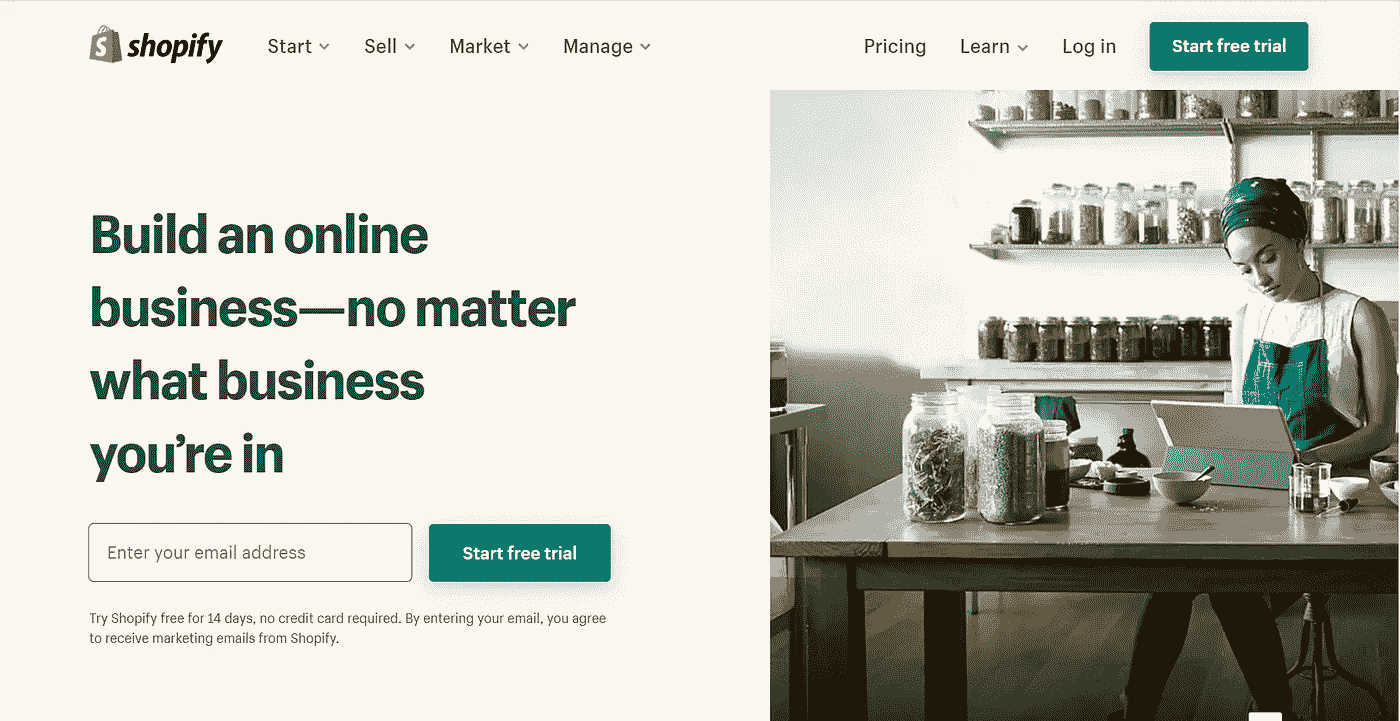 shopify Start Sell Market Manage Pricing Learn Log in Start free trial
Build an online
business—no matter
what business
you're in
Enter your email address Start free trial
Try Shopify free for 14 days, no credit card required. By entering your email, you agree
to receive marketing emails from Shopify.